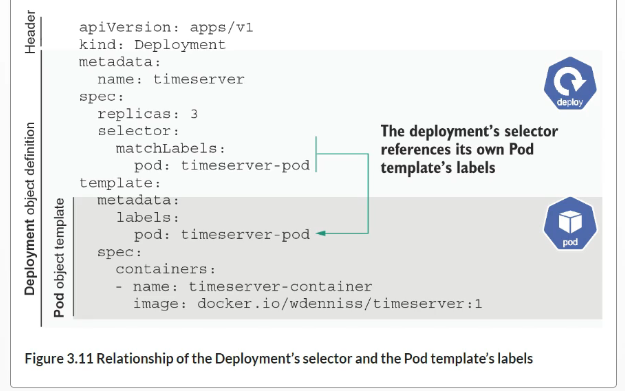 Header
apiVersion: apps/v1
kind: Deployment
Deployment object definition
metadata:
  name: timeserver
spec:
  replicas: 3
  selector:
    matchLabels:
      pod: timeserver-pod
template:
deploy
The deployment's selector
references its own Pod
template's labels
Pod object template
  metadata:
    labels:
      pod: timeserver-pod
  spec:
    containers:
    - name: timeserver-container
      image: docker.io/wdenniss/timeserver:1
pod
Figure 3.11 Relationship of the Deployment's selector and the Pod template's labels